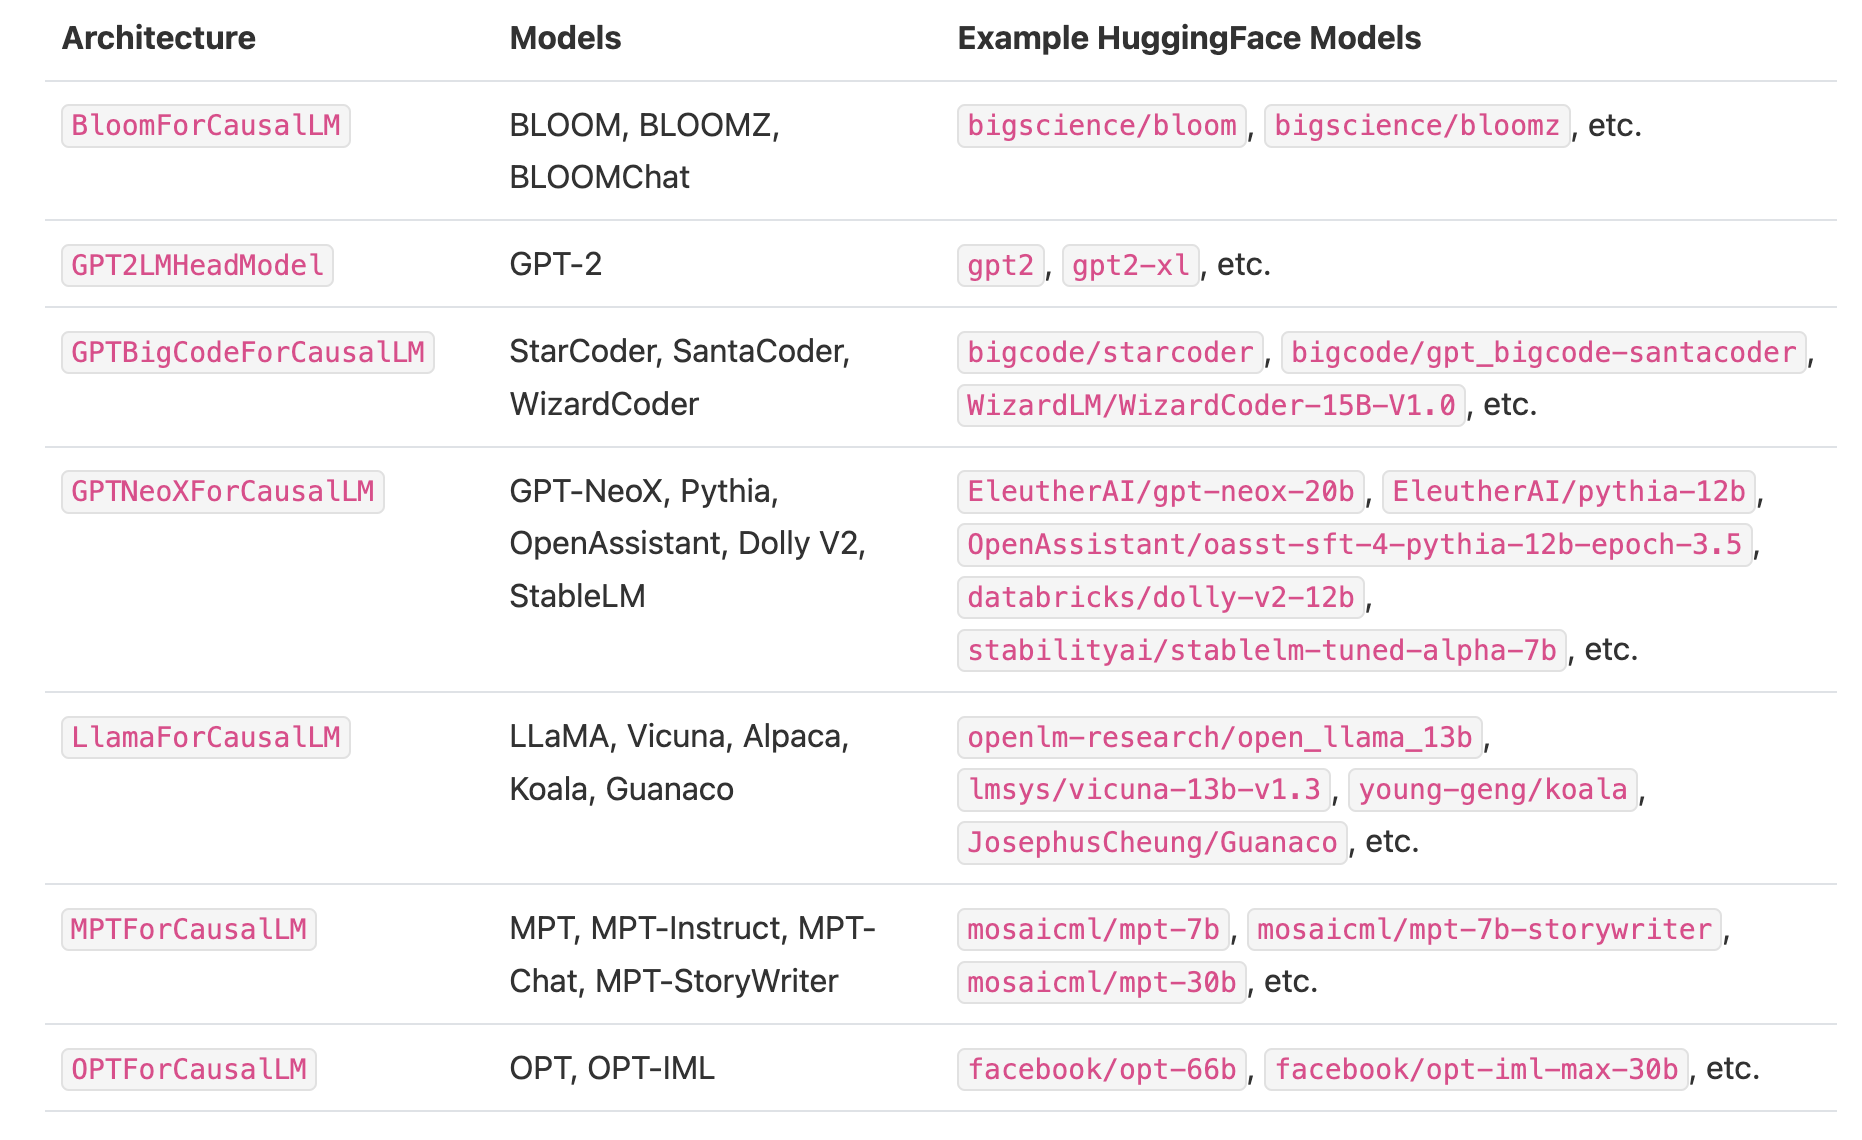 Architecture Models Example HuggingFace Models
BloomForCausalLM BLOOM, BLOOMZ, bigscience/bloom, bigscience/bloomz, etc.
BLOOMChat
GPT2LMHeadModel GPT-2 gpt2, gpt2-xl, etc.
GPTBigCodeForCausalLM StarCoder, SantaCoder, bigcode/starcoder, bigcode/gpt_bigcode-santacoder,
WizardCoder WizardLM/WizardCoder-15B-V1.0, etc.
GPTNeoXForCausalLM GPT-NeoX, Pythia, EleutherAI/gpt-neox-20b, EleutherAI/pythia-12b,
OpenAssistant, Dolly V2, OpenAssistant/oasst-sft-4-pythia-12b-epoch-3.5,
StableLM databricks/dolly-v2-12b,
stabilityai/stablelm-tuned-alpha-7b, etc.
LlamaForCausalLM LLaMA, Vicuna, Alpaca, openlm-research/open_llama_13b,
Koala, Guanaco lmsys/vicuna-13b-v1.3, young-geng/koala,
JosephusCheung/Guanaco, etc.
MPTForCausalLM MPT, MPT-Instruct, MPT- mosaicml/mpt-7b, mosaicml/mpt-7b-storywriter,
Chat, MPT-StoryWriter mosaicml/mpt-30b, etc.
OPTForCausalLM OPT, OPT-IML facebook/opt-66b, facebook/opt-iml-max-30b, etc.